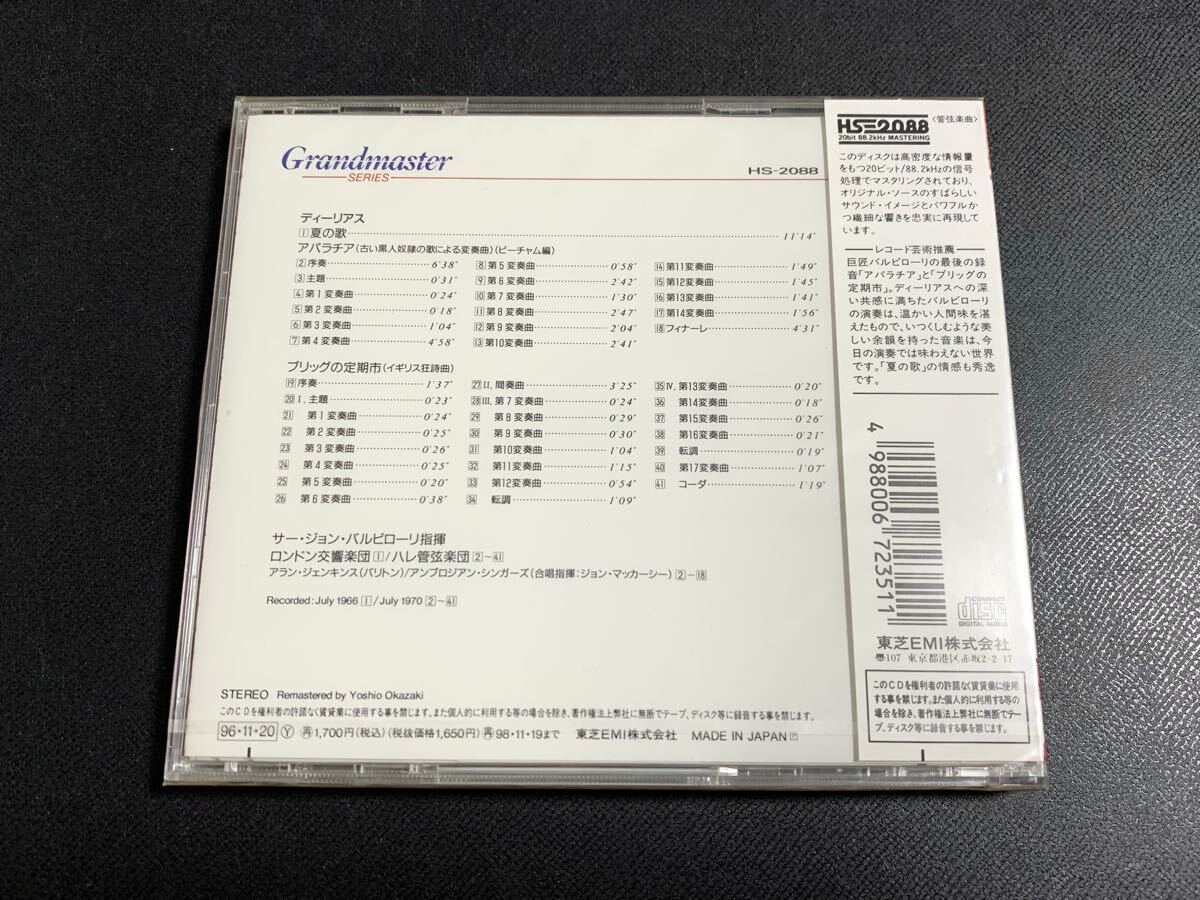 Grandmaster
SERIES
HS-2088
ディーリアス
1 夏の歌 11'14"
アパラチア(古い黒人奴隷の歌による変奏曲)(ビーチャム編)
2 序奏 6'38"
3 主題 0'31"
4 第1変奏曲 0'24"
5 第2変奏曲 0'18"
6 第3変奏曲 1'04"
7 第4変奏曲 4'58"
8 第5変奏曲 0'58"
9 第6変奏曲 2'42"
10 第7変奏曲 1'30"
11 第8変奏曲 2'47"
12 第9変奏曲 2'04"
13 第10変奏曲 2'41"
14 第11変奏曲 1'49"
15 第12変奏曲 1'45"
16 第13変奏曲 1'41"
17 第14変奏曲 1'56"
18 フィナーレ 4'31"
ブリッグの定期市(イギリス狂詩曲)
19 序奏 1'37"
20 I. 主題 0'23"
21 第1変奏曲 0'24"
22 第2変奏曲 0'25"
23 第3変奏曲 0'26"
24 第4変奏曲 0'25"
25 第5変奏曲 0'20"
26 第6変奏曲 0'38"
27 II. 間奏曲 3'25"
28 III. 第7変奏曲 0'24"
29 第8変奏曲 0'29"
30 第9変奏曲 0'30"
31 第10変奏曲 1'04"
32 第11変奏曲 1'15"
33 第12変奏曲 0'54"
34 転調 1'09"
35 IV. 第13変奏曲 0'20"
36 第14変奏曲 0'18"
37 第15変奏曲 0'26"
38 第16変奏曲 0'21"
39 転調 0'19"
40 第17変奏曲 1'07"
41 コーダ 1'19"
サー・ジョン・バルビローリ指揮
ロンドン交響楽団 1 / ハレ管弦楽団 2～41
アラン・ジェンキンス(バリトン)/アンブロジアン・シンガーズ(合唱指揮:ジョン・マッカーシー) 2～18
Recorded: July 1966 1 / July 1970 2～41
STEREO Remastered by Yoshio Okazaki
このCDを権利者の許諾なく賃貸業に使用する事を禁じます。また個人的に利用する等の場合を除き、著作権法上弊社に無断でテープ、ディスク等に録音する事を禁じます。
96・11・20 Y 再1,700円(税込)(税抜価格1,650円) 再98・11・19まで 東芝EMI株式会社 MADE IN JAPAN P
HS-2088 〈管弦楽曲〉
20bit 88.2kHz MASTERING
このディスクは高密度な情報量
をもつ20ビット/88.2kHzの信号
処理でマスタリングされており、
オリジナル・ソースのすばらしい
サウンド・イメージとパワフルか
つ繊細な響きを忠実に再現して
います。
レコード芸術推薦
巨匠バルビローリの最後の録
音「アパラチア」と「ブリッグの
定期市」。ディーリアスへの深
い共感に満ちたバルビローリ
の演奏は、温かい人間味を湛
えたもので、いつくしむような美
しい余韻を持った音楽は、今
日の演奏では味わえない世界
です。「夏の歌」の情感も秀逸
です。
4 988006 723511
COMPACT
disc
DIGITAL AUDIO
東芝EMI株式会社
〒107 東京都港区赤坂2-2-17
このCDを権利者の許諾なく賃貸業に使用
する事を禁じます。また個人的に利用する等の
場合を除き、著作権法上弊社に無断でテー
プ、ディスク等に録音する事を禁じます。